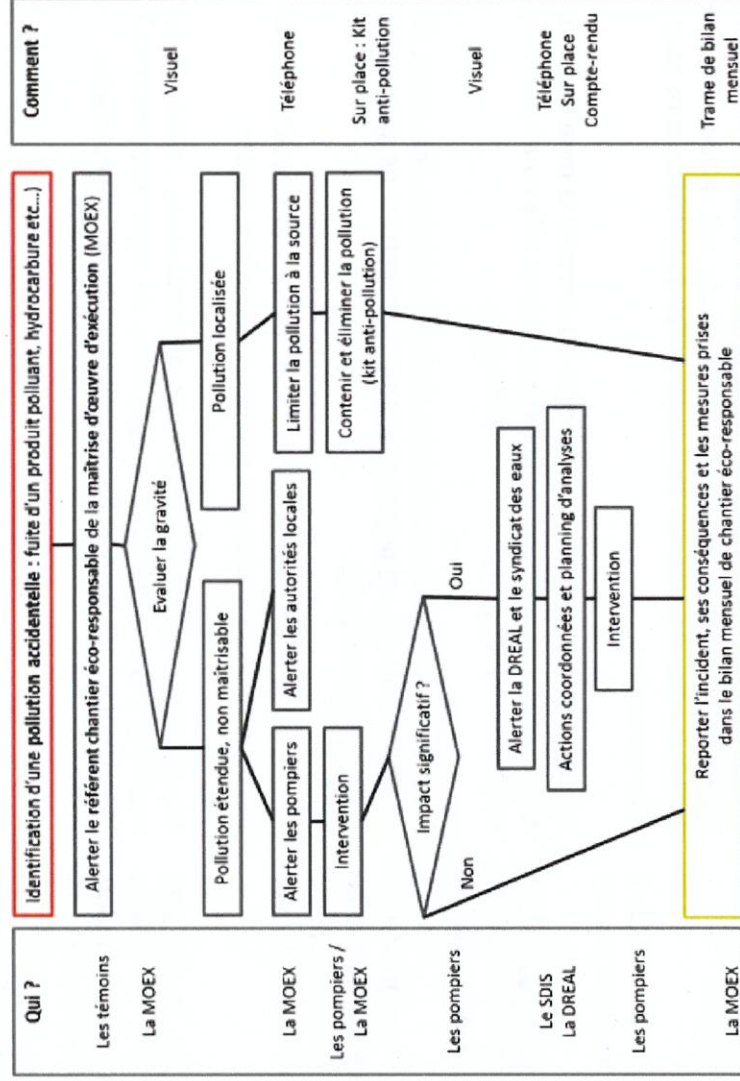 Qui ?
Les témoins
La MOEX
La MOEX
Les pompiers /
La MOEX
Les pompiers
Le SDIS
La DREAL
Les pompiers
La MOEX
Identification d'une pollution accidentelle : fuite d'un produit polluant, hydrocarbure etc...)
Alerter le référent chantier éco-responsable de la maîtrise d'œuvre d'exécution (MOEX)
Evaluer la gravité
Pollution étendue, non maitrisable
Pollution localisée
Alerter les pompiers
Alerter les autorités locales
Limiter la pollution à la source
Intervention
Contenir et éliminer la pollution
(kit anti-pollution)
Impact significatif ?
Non
Oui
Alerter la DREAL et le syndicat des eaux
Actions coordonnées et planning d'analyses
Intervention
Reporter l'incident, ses conséquences et les mesures prises
dans le bilan mensuel de chantier éco-responsable
Comment ?
Visuel
Téléphone
Sur place : Kit
anti-pollution
Visuel
Téléphone
Sur place
Compte-rendu
Trame de bilan
mensuel